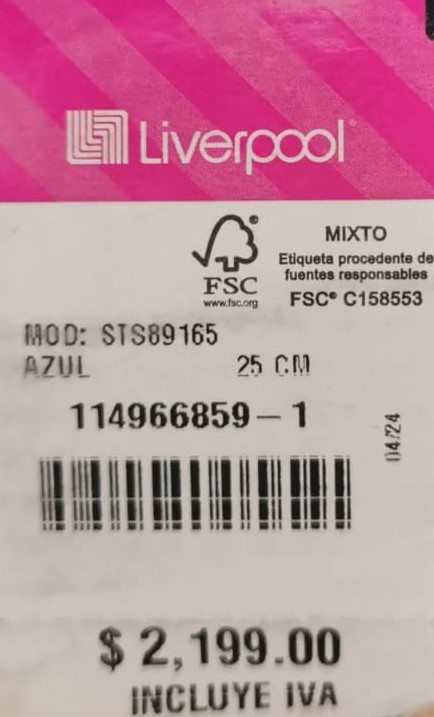 Liverpool
FSC®
www.fsc.org
MIXTO
Etiqueta procedente de
fuentes responsables
FSC® C158553
MOD: STS89165
AZUL 25 CM
114966859-1
04/24
$ 2,199.00
INCLUYE IVA